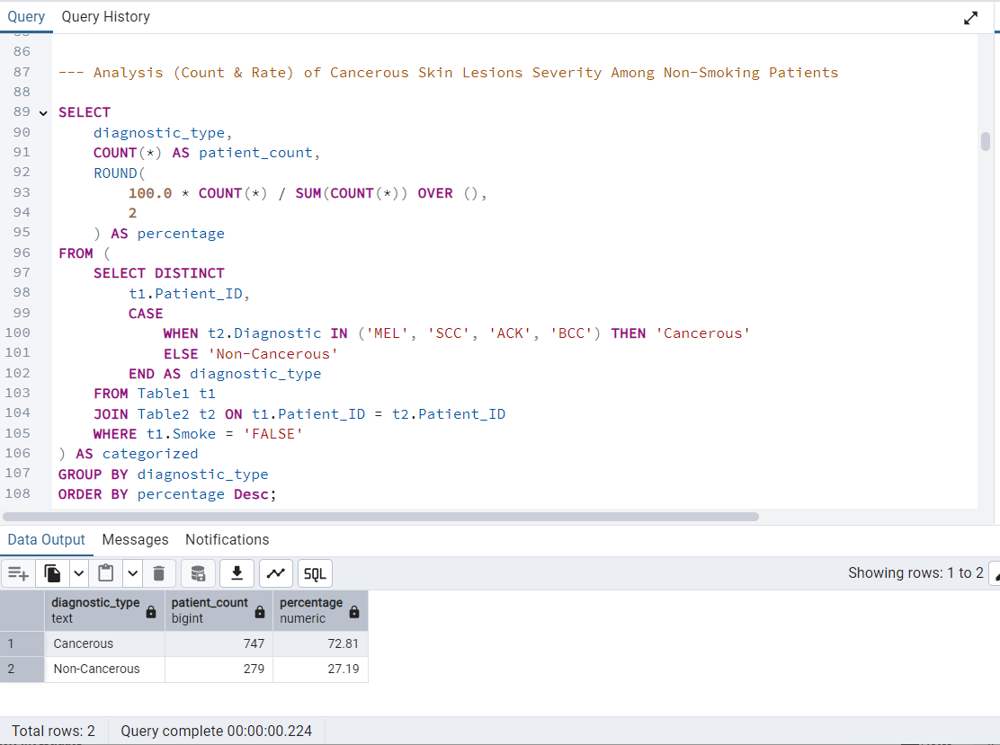 Query Query History
86
87 --- Analysis (Count & Rate) of Cancerous Skin Lesions Severity Among Non-Smoking Patients
88
89 SELECT
90 diagnostic_type,
91 COUNT(*) AS patient_count,
92 ROUND(
93 100.0 * COUNT(*) / SUM(COUNT(*)) OVER (),
94 2
95 ) AS percentage
96 FROM (
97 SELECT DISTINCT
98 t1.Patient_ID,
99 CASE
100 WHEN t2.Diagnostic IN ('MEL', 'SCC', 'ACK', 'BCC') THEN 'Cancerous'
101 ELSE 'Non-Cancerous'
102 END AS diagnostic_type
103 FROM Table1 t1
104 JOIN Table2 t2 ON t1.Patient_ID = t2.Patient_ID
105 WHERE t1.Smoke = 'FALSE'
106 ) AS categorized
107 GROUP BY diagnostic_type
108 ORDER BY percentage Desc;
Data Output Messages Notifications
SQL Showing rows: 1 to 2
diagnostic_type patient_count percentage
text bigint numeric
1 Cancerous 747 72.81
2 Non-Cancerous 279 27.19
Total rows: 2 Query complete 00:00:00.224